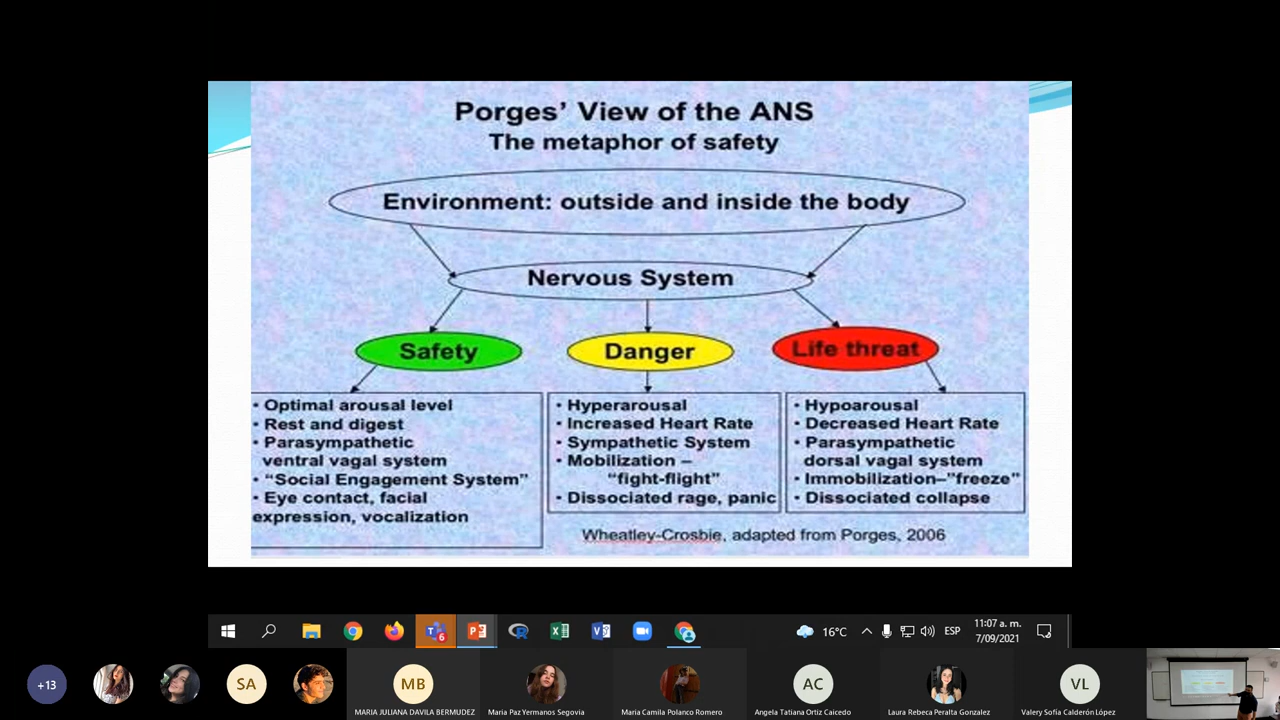 Porges’ View of the ANS
The metaphor of safety
Environment: outside and inside the body
Nervous System
Safety
Danger
Life threat
• Optimal arousal level
• Rest and digest
• Parasympathetic
ventral vagal system
• “Social Engagement System”
• Eye contact, facial
expression, vocalization
• Hyperarousal
• Increased Heart Rate
• Sympathetic System
• Mobilization –
“fight-flight”
• Dissociated rage, panic
• Hypoarousal
• Decreased Heart Rate
• Parasympathetic
dorsal vagal system
• Immobilization–”freeze”
• Dissociated collapse
Wheatley-Crosbie, adapted from Porges, 2006
6
16°C
ESP
11:07 a. m.
7/09/2021
+13
SA
MB
MARIA JULIANA DAVILA BERMUDEZ
Maria Paz Yermanos Segovia
Maria Camila Polanco Romero
AC
Angela Tatiana Ortiz Caicedo
Laura Rebeca Peralta Gonzalez
VL
Valery Sofía Calderón López